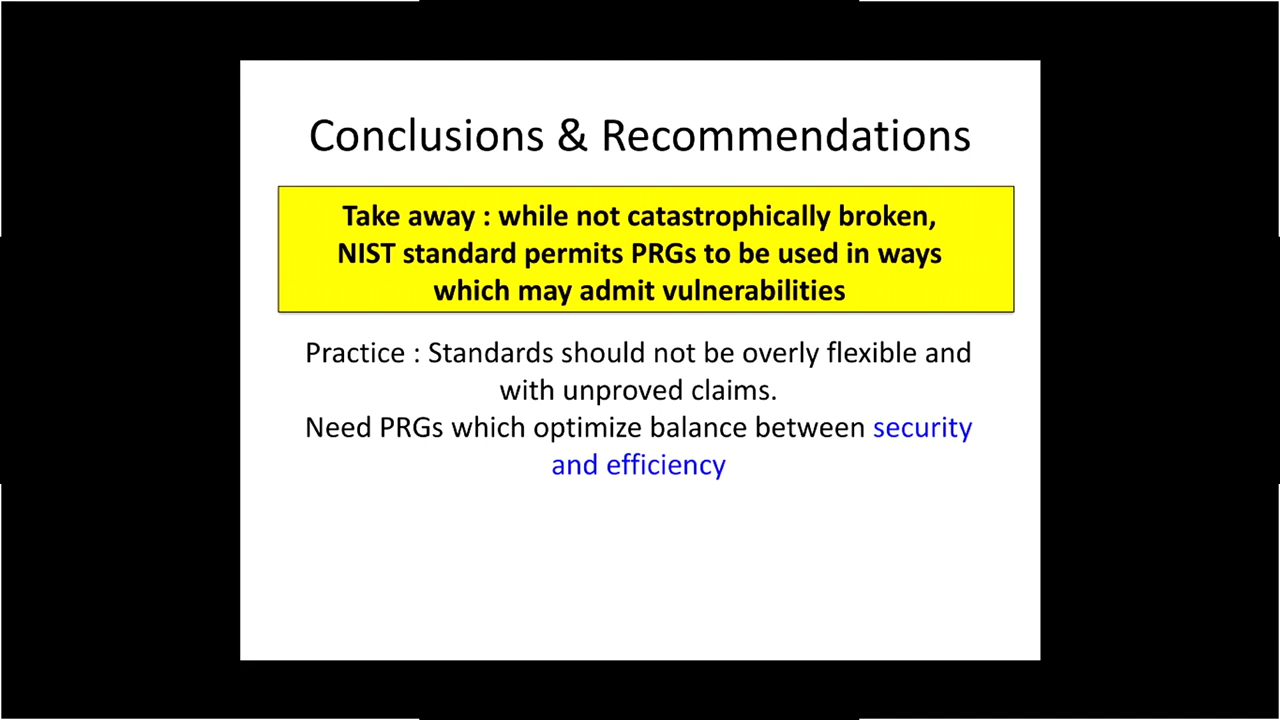 Conclusions & Recommendations
Take away : while not catastrophically broken,
NIST standard permits PRGs to be used in ways
which may admit vulnerabilities
Practice : Standards should not be overly flexible and
with unproved claims.
Need PRGs which optimize balance between security
and efficiency